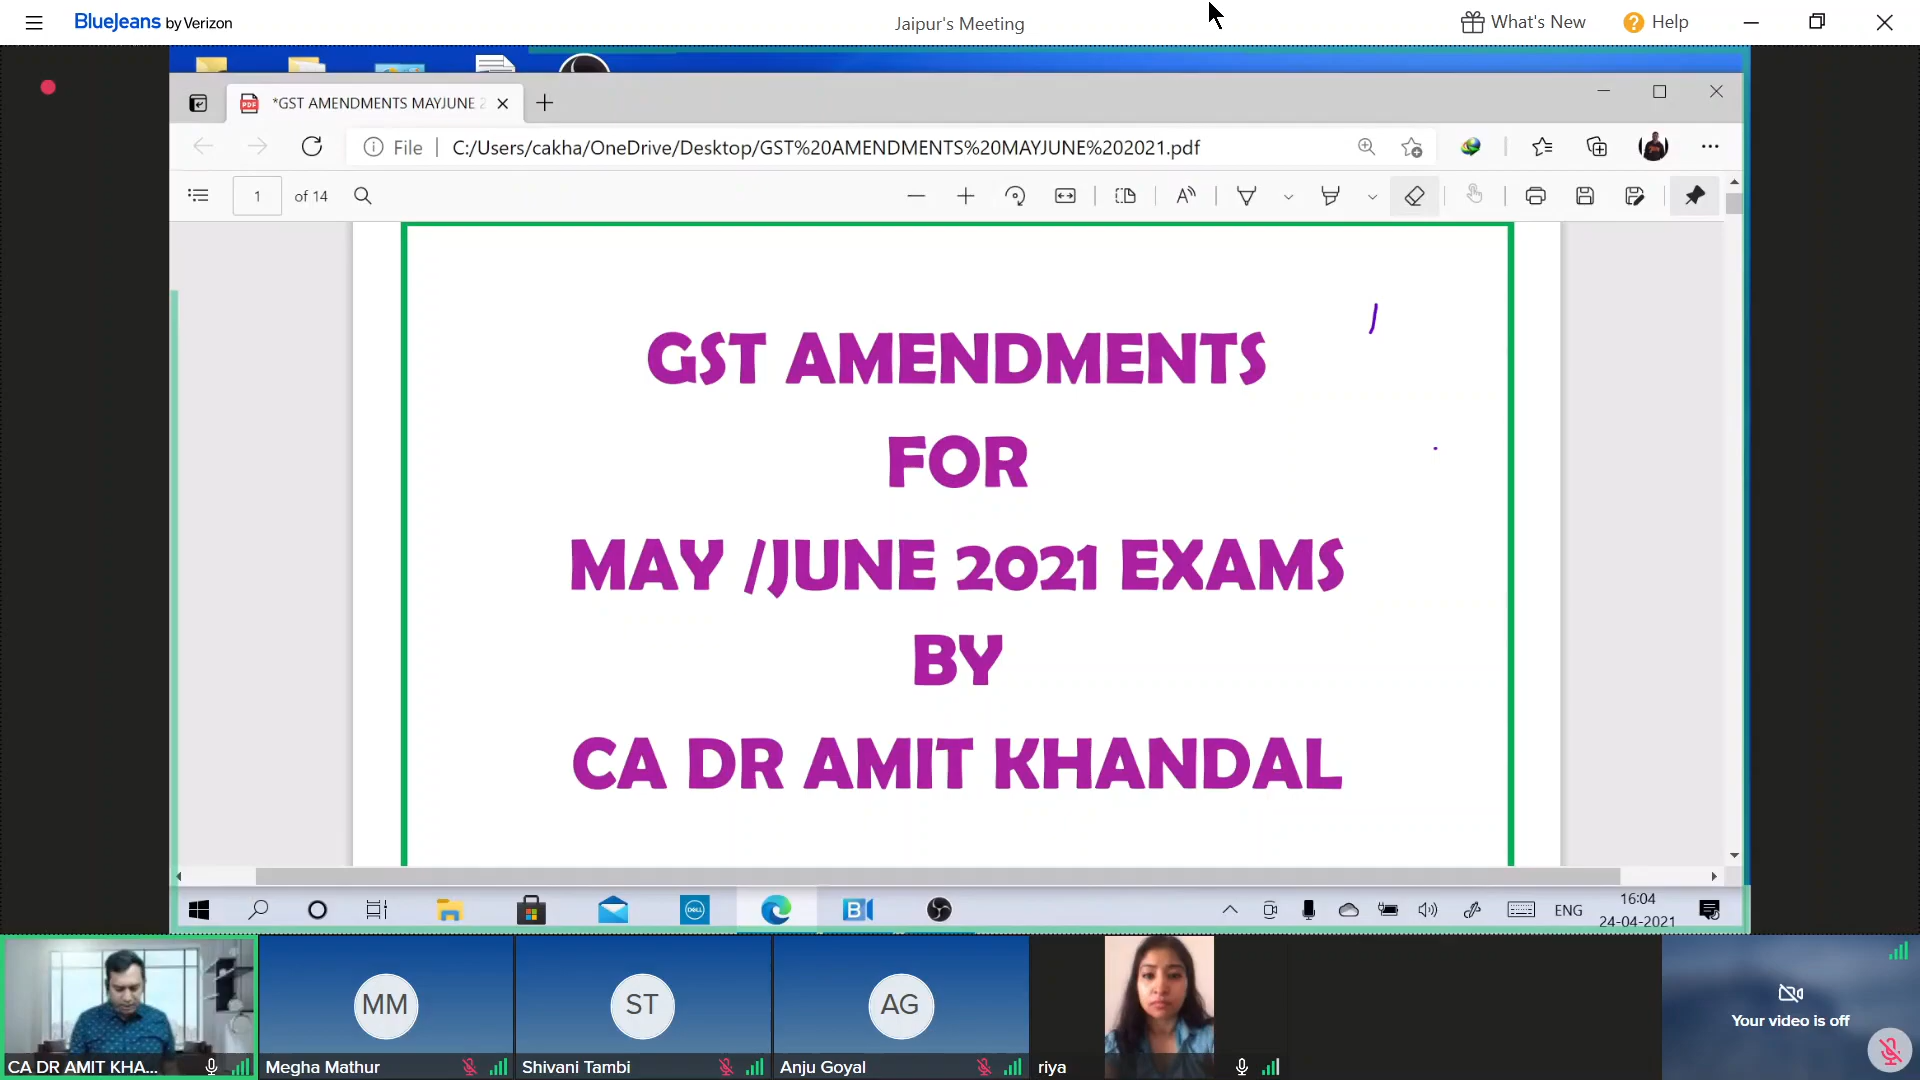 BlueJeans by Verizon
Jaipur's Meeting
What's New
? Help
*GST AMENDMENTS MAYJUNE 2
File
C:/Users/cakha/OneDrive/Desktop/GST%20AMENDMENTS%20MAYJUNE%202021.pdf
1 of 14
GST AMENDMENTS
FOR
MAY /JUNE 2021 EXAMS
BY
CA DR AMIT KHANDAL
DELL
ENG
16:04
24-04-2021
MM
ST
AG
Your video is off
CA DR AMIT KHA...
Megha Mathur
Shivani Tambi
Anju Goyal
riya